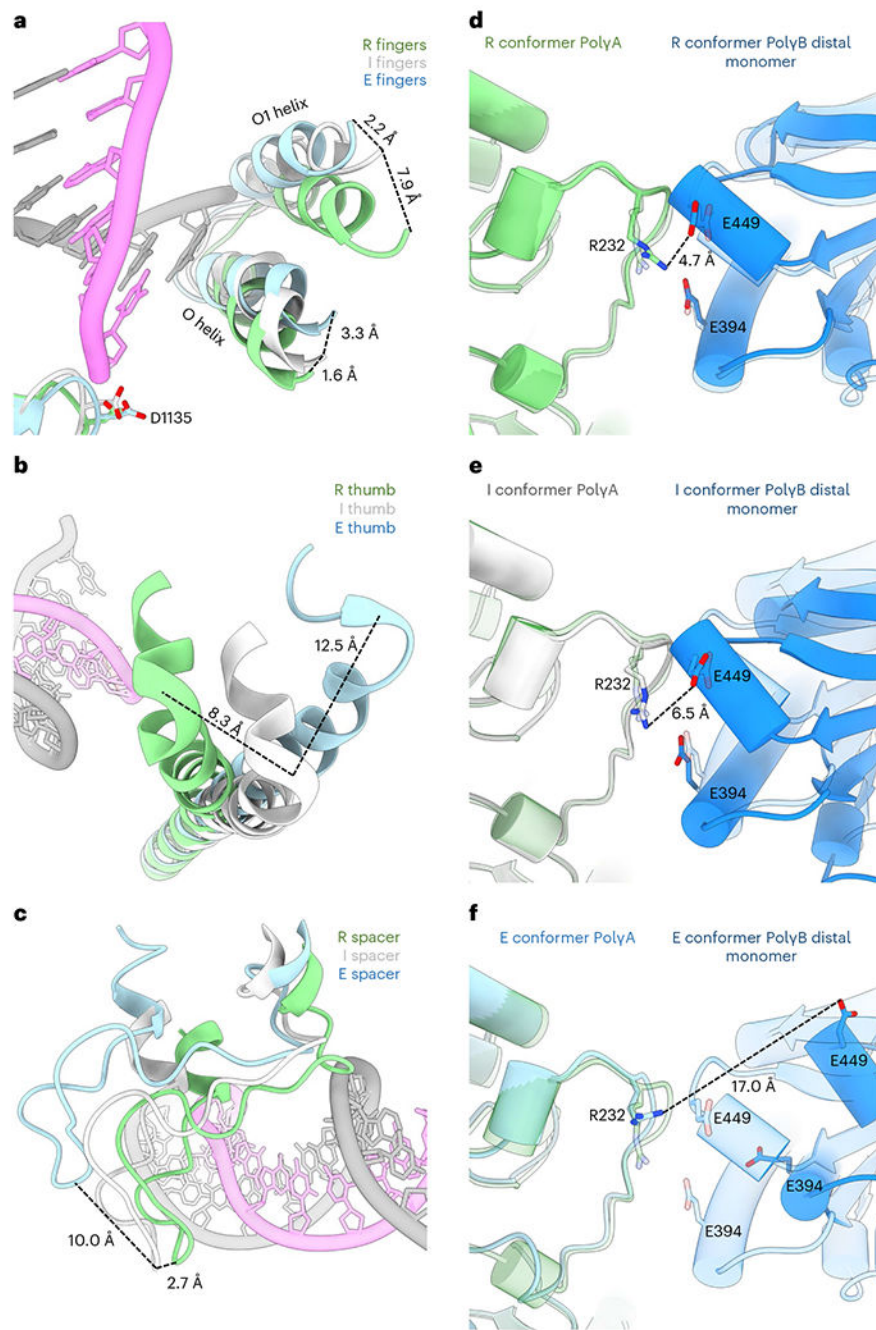 a
R fingers
I fingers
E fingers
O1 helix
2.2 Å
7.9 Å
O helix
3.3 Å
1.6 Å
D1135
b
R thumb
I thumb
E thumb
12.5 Å
8.3 Å
c
R spacer
I spacer
E spacer
10.0 Å
2.7 Å
d
R conformer PolyA
R conformer PolyB distal
monomer
E449
R232
4.7 Å
E394
e
I conformer PolyA
I conformer PolyB distal
monomer
R232
E449
6.5 Å
E394
f
E conformer PolyA
E conformer PolyB distal
monomer
E449
17.0 Å
R232
E449
E394
E394